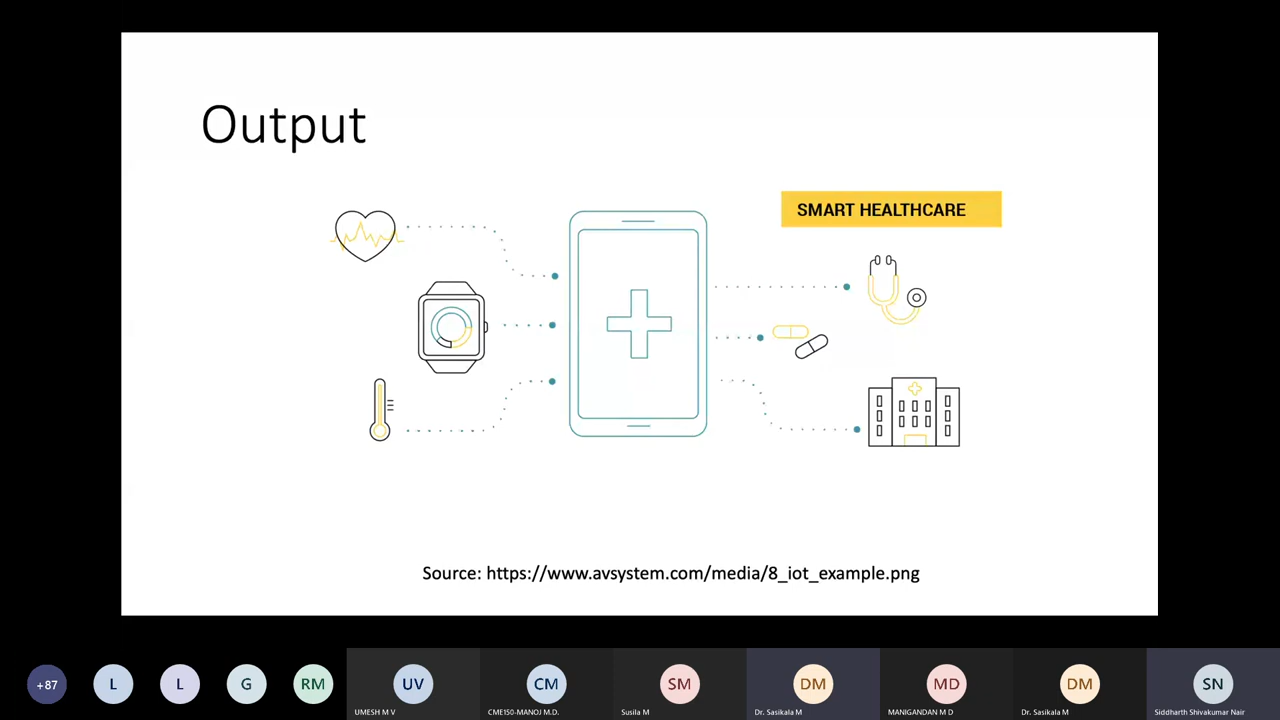 Output
SMART HEALTHCARE
Source: https://www.avsystem.com/media/8_iot_example.png
+87
L
L
G
RM
UV
CM
SM
DM
MD
DM
SN
UMESH M V
CME150-MANOJ M.D.
Susila M
Dr. Sasikala M
MANIGANDAN M D
Dr. Sasikala M
Siddharth Shivakumar Nair